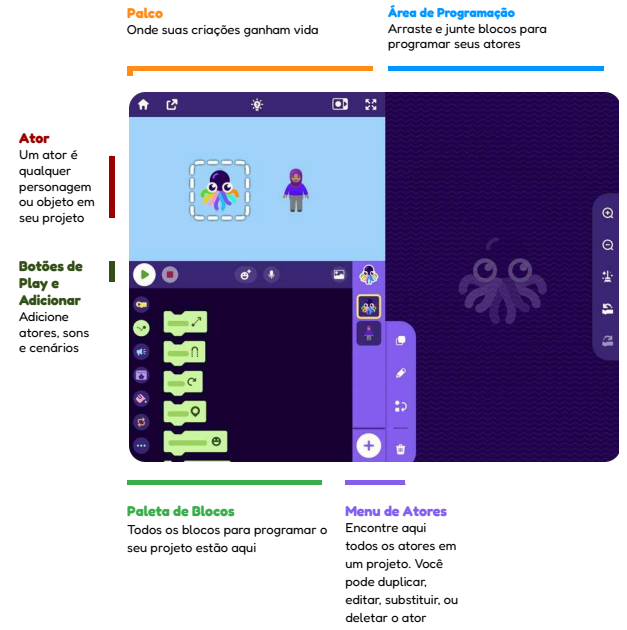 Palco
Onde suas criações ganham vida
Área de Programação
Arraste e junte blocos para
programar seus atores
Ator
Um ator é
qualquer
personagem
ou objeto em
seu projeto
Botões de
Play e
Adicionar
Adicione
atores, sons
e cenários
Paleta de Blocos
Todos os blocos para programar o
seu projeto estão aqui
Menu de Atores
Encontre aqui
todos os atores em
um projeto. Você
pode duplicar,
editar, substituir, ou
deletar o ator